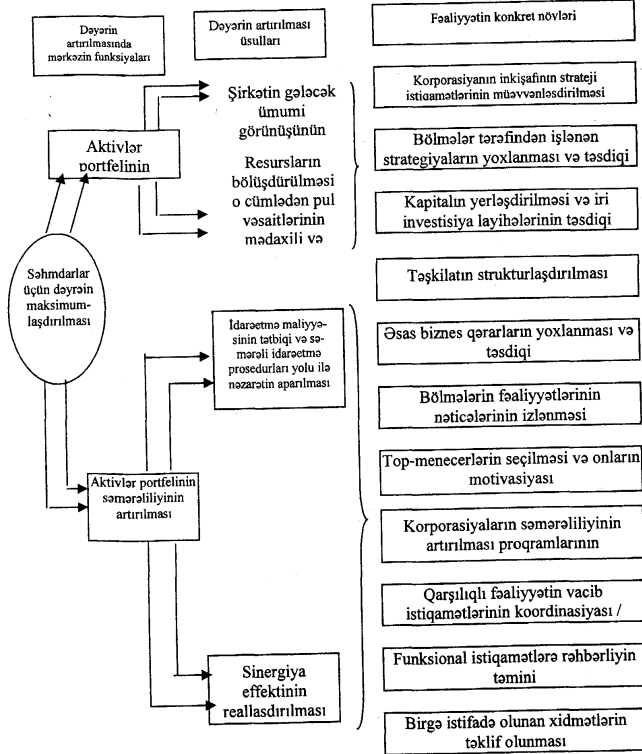 Dəyərin
artırılmasında
mərkəzin funksiyaları
Dəyərin artırılması
üsulları
Fəaliyyətin konkret növləri
Aktivlər
portfelinin
Şirkətin gələcək
ümumi
görünüşünün
Resursların
bölüşdürülməsi
o cümlədən pul
vəsaitlərinin
mədaxili və
Korporasiyanın inkişafının strateji
istiqamətlərinin müəvvənləsdirilməsi
Bölmələr tərəfindən işlənən
strategiyaların yoxlanması və təsdiqi
Kapitalın yerləşdirilməsi və iri
investisiya layihələrinin təsdiqi
Səhmdarlar
üçün dəyrəin
maksimum-
laşdırılması
Təşkilatın strukturlaşdırılması
İdarəetmə maliyyə-
sinin tətbiqi və sə-
mərəli idarəetmə
prosedurları yolu ilə
nəzarətin aparılması
Əsas biznes qərarların yoxlanması və
təsdiqi
Bölmələrin fəaliyyətlərinin
nəticələrinin izlənməsi
Aktivlər portfelinin
səmərəliliyinin
artırılması
Top-menecerlərin seçilməsi və onların
motivasiyası
Korporasiyaların səmərəliliyinin
artırılması proqramlarının
Qarşılıqlı fəaliyyətin vacib
istiqamətlərinin koordinasiyası /
Sinergiya
effektinin
reallasdırılması
Funksional istiqamətlərə rəhbərliyin
təmini
Birgə istifadə olunan xidmətlərin
təklif olunması